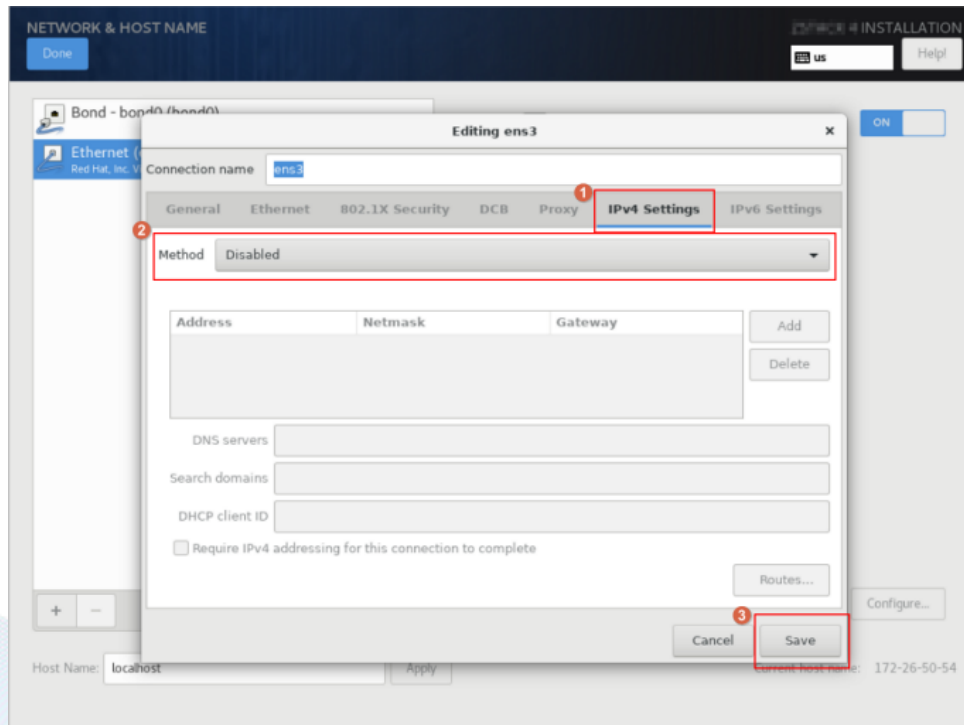 NETWORK & HOST NAME
INSTALLATION
Done
us
Help!
Bond - bond0 (bond0)
Ethernet (
Red Hat, Inc. V
ON
Editing ens3
Connection name ens3
1
General Ethernet 802.1X Security DCB Proxy IPv4 Settings IPv6 Settings
2
Method Disabled
Address Netmask Gateway
Add
Delete
DNS servers
Search domains
DHCP client ID
Require IPv4 addressing for this connection to complete
Routes...
+ −
Configure...
3
Cancel Save
Host Name: localhost Apply Current host name: 172-26-50-54